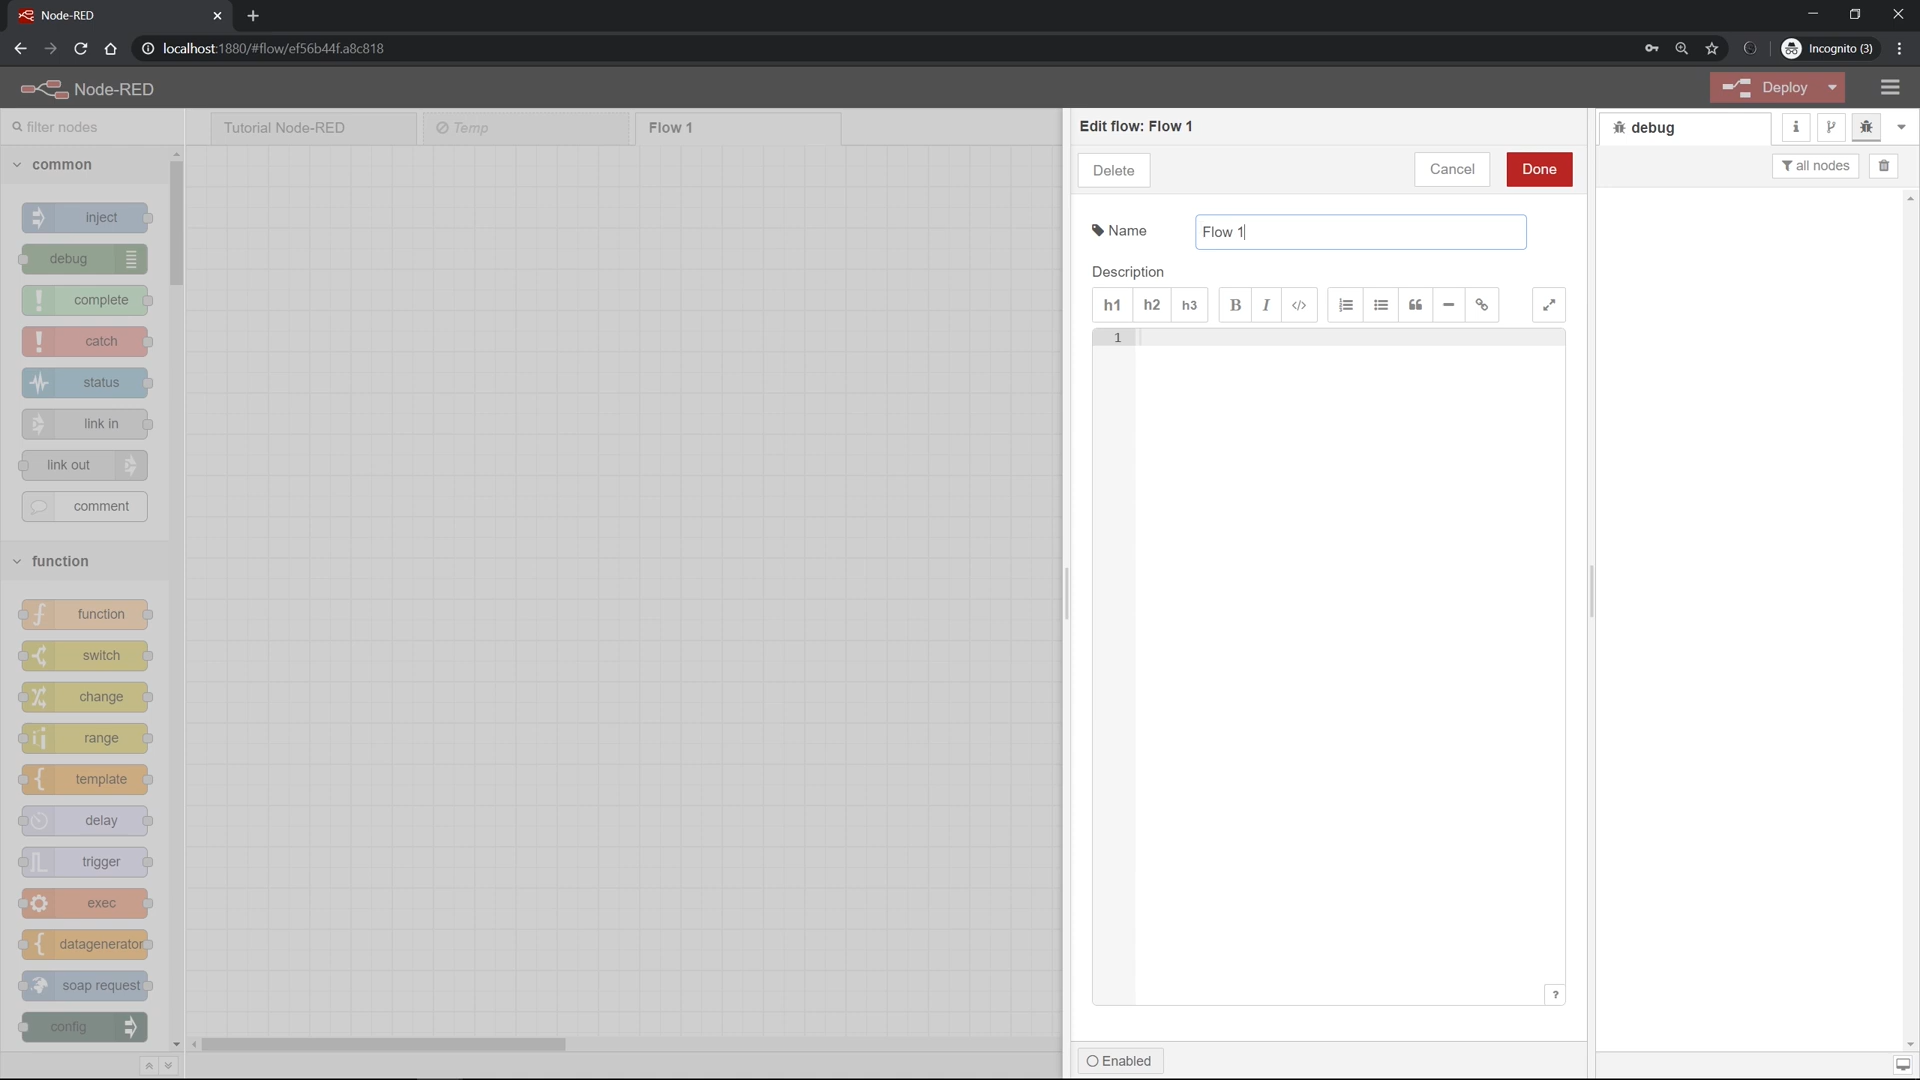 Node-RED
localhost:1880/#flow/ef56b44f.a8c818
Incognito (3)
Node-RED
Deploy
filter nodes
Tutorial Node-RED
Temp
Flow 1
Edit flow: Flow 1
debug
Delete
Cancel
Done
all nodes
common
inject
debug
complete
catch
status
link in
link out
comment
function
function
switch
change
range
template
delay
trigger
exec
datagenerator
soap request
config
Name
Flow 1
Description
h1 h2 h3 B I </>
1
?
Enabled